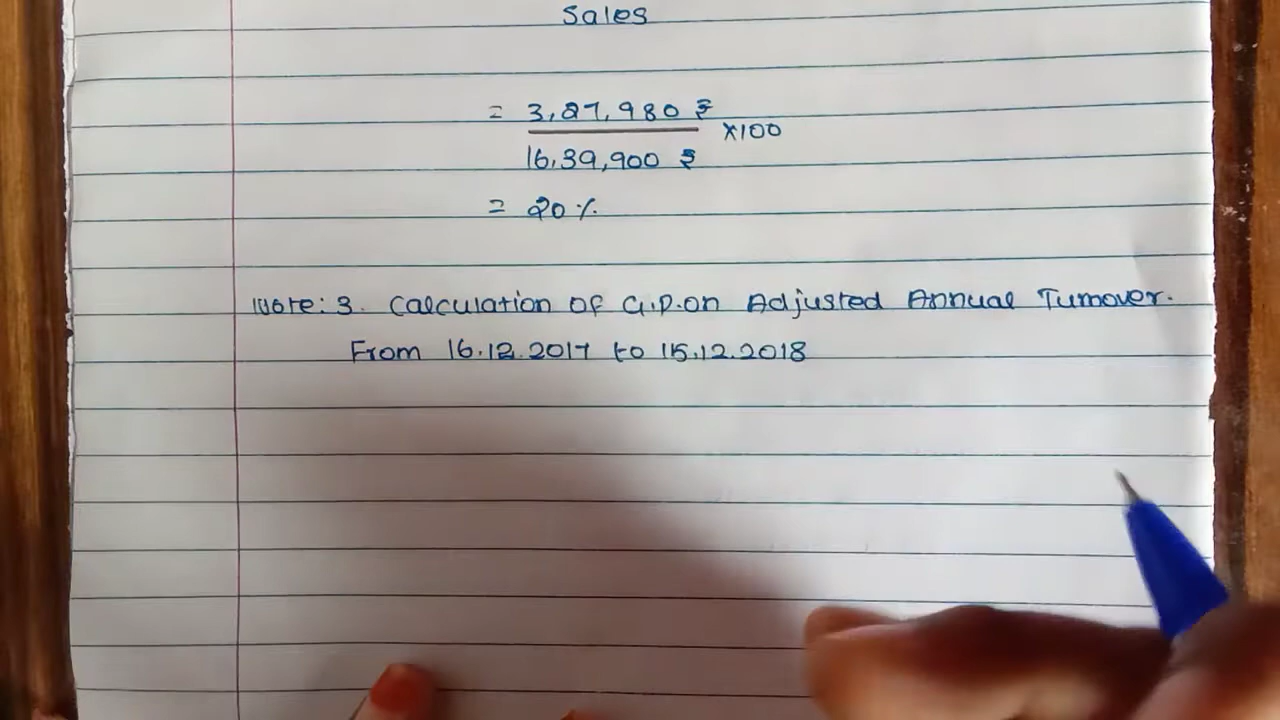 Sales
= 3,27,980 ₹
x100
16,39,900 ₹
= 20%
Note: 3. Calculation of G.P. on Adjusted Annual Turnover.
From 16.12.2017 to 15.12.2018